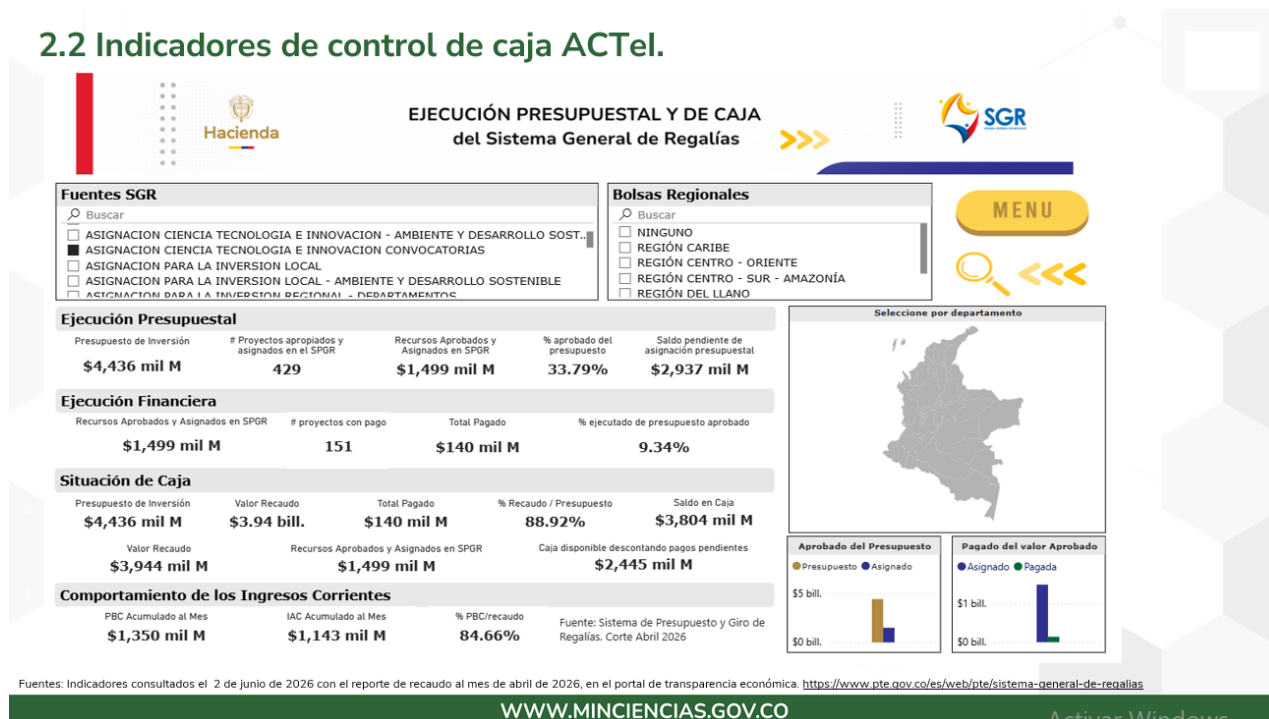 2.2 Indicadores de control de caja ACTeI.
Hacienda
EJECUCIÓN PRESUPUESTAL Y DE CAJA
del Sistema General de Regalías
SGR
Fuentes SGR
Buscar
ASIGNACION CIENCIA TECNOLOGIA E INNOVACION - AMBIENTE Y DESARROLLO SOST..
ASIGNACION CIENCIA TECNOLOGIA E INNOVACION CONVOCATORIAS
ASIGNACION PARA LA INVERSION LOCAL
ASIGNACION PARA LA INVERSION LOCAL - AMBIENTE Y DESARROLLO SOSTENIBLE
ASIGNACION PARA LA INVERSION REGIONAL - DEPARTAMENTOS
Bolsas Regionales
Buscar
NINGUNO
REGIÓN CARIBE
REGIÓN CENTRO - ORIENTE
REGIÓN CENTRO - SUR - AMAZONÍA
REGIÓN DEL LLANO
MENU
Ejecución Presupuestal
Presupuesto de Inversión
$4,436 mil M
# Proyectos apropiados y
asignados en el SPGR
429
Recursos Aprobados y
Asignados en SPGR
$1,499 mil M
% aprobado del
presupuesto
33.79%
Saldo pendiente de
asignación presupuestal
$2,937 mil M
Ejecución Financiera
Recursos Aprobados y Asignados en SPGR
$1,499 mil M
# proyectos con pago
151
Total Pagado
$140 mil M
% ejecutado de presupuesto aprobado
9.34%
Situación de Caja
Presupuesto de Inversión
$4,436 mil M
Valor Recaudo
$3.94 bill.
Total Pagado
$140 mil M
% Recaudo / Presupuesto
88.92%
Saldo en Caja
$3,804 mil M
Valor Recaudo
$3,944 mil M
Recursos Aprobados y Asignados en SPGR
$1,499 mil M
Caja disponible descontando pagos pendientes
$2,445 mil M
Comportamiento de los Ingresos Corrientes
PBC Acumulado al Mes
$1,350 mil M
IAC Acumulado al Mes
$1,143 mil M
% PBC/recaudo
84.66%
Fuente: Sistema de Presupuesto y Giro de
Regalías. Corte Abril 2026
Seleccione por departamento
Aprobado del Presupuesto
Presupuesto Asignado
$5 bill.
$0 bill.
Pagado del valor Aprobado
Asignado Pagada
$1 bill.
$0 bill.
Fuentes: Indicadores consultados el 2 de junio de 2026 con el reporte de recaudo al mes de abril de 2026, en el portal de transparencia económica. https://www.pte.gov.co/es/web/pte/sistema-general-de-regalias
WWW.MINCIENCIAS.GOV.CO
Activar Windows